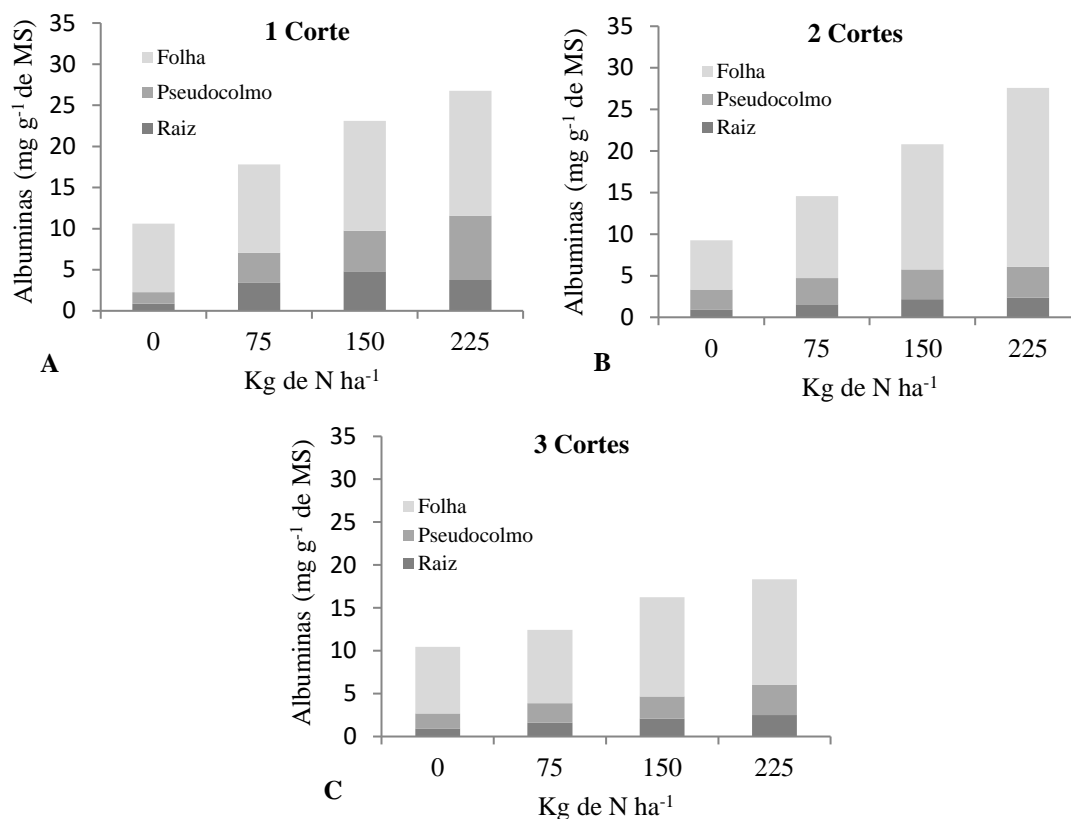 1 Corte
Albuminas (mg g⁻¹ de MS)
35
30
25
20
15
10
5
0
Folha
Pseudocolmo
Raiz
0 75 150 225
Kg de N ha⁻¹
A
2 Cortes
Albuminas (mg g⁻¹ de MS)
35
30
25
20
15
10
5
0
Folha
Pseudocolmo
Raiz
0 75 150 225
Kg de N ha⁻¹
B
3 Cortes
Albuminas (mg g⁻¹ de MS)
35
30
25
20
15
10
5
0
Folha
Pseudocolmo
Raiz
0 75 150 225
Kg de N ha⁻¹
C